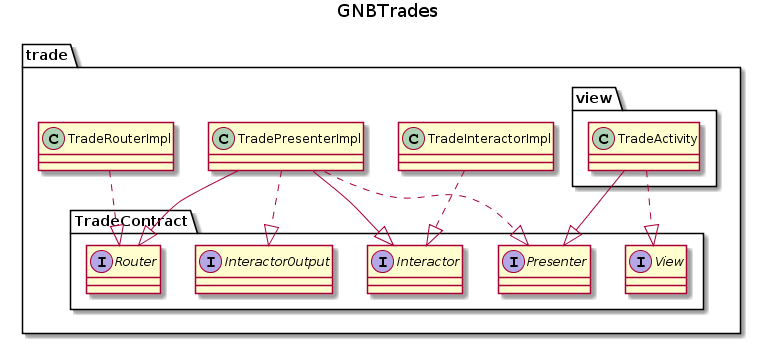 GNBTrades
trade
view
C TradeRouterImpl
C TradePresenterImpl
C TradeInteractorImpl
C TradeActivity
TradeContract
I Router
I InteractorOutput
I Interactor
I Presenter
I View